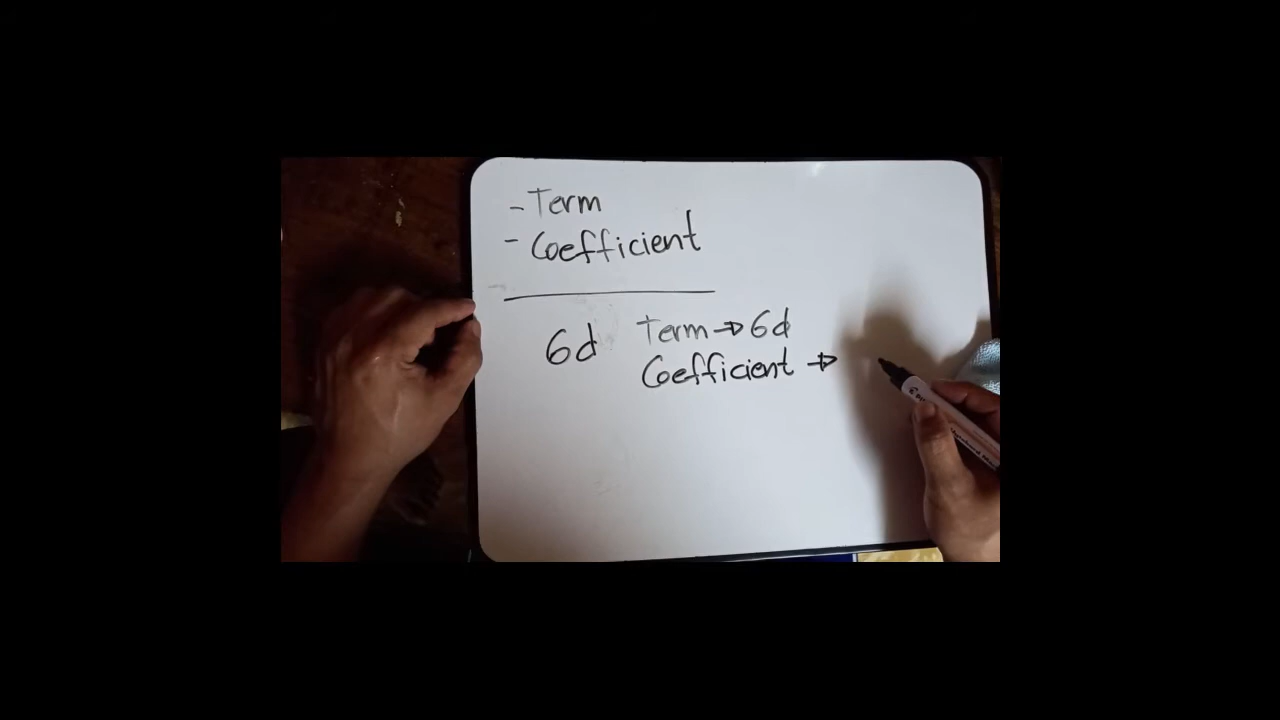 - Term
- Coefficient
6d
Term → 6d
Coefficient →